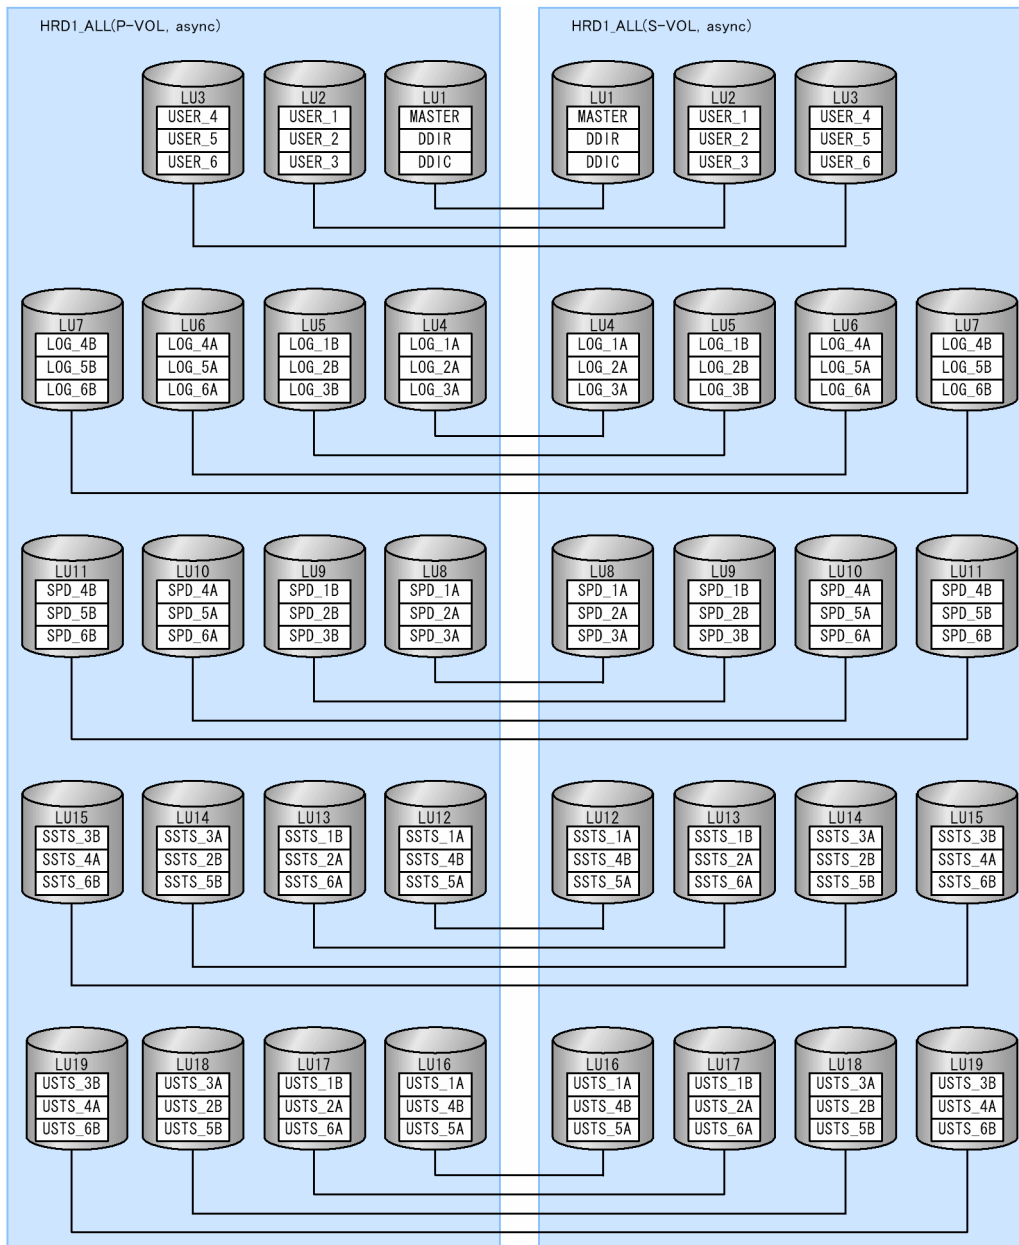 HRD1_ALL(P-VOL, async)
HRD1_ALL(S-VOL, async)
LU3
USER_4
USER_5
USER_6
LU2
USER_1
USER_2
USER_3
LU1
MASTER
DDIR
DDIC
LU1
MASTER
DDIR
DDIC
LU2
USER_1
USER_2
USER_3
LU3
USER_4
USER_5
USER_6
LU7
LOG_4B
LOG_5B
LOG_6B
LU6
LOG_4A
LOG_5A
LOG_6A
LU5
LOG_1B
LOG_2B
LOG_3B
LU4
LOG_1A
LOG_2A
LOG_3A
LU4
LOG_1A
LOG_2A
LOG_3A
LU5
LOG_1B
LOG_2B
LOG_3B
LU6
LOG_4A
LOG_5A
LOG_6A
LU7
LOG_4B
LOG_5B
LOG_6B
LU11
SPD_4B
SPD_5B
SPD_6B
LU10
SPD_4A
SPD_5A
SPD_6A
LU9
SPD_1B
SPD_2B
SPD_3B
LU8
SPD_1A
SPD_2A
SPD_3A
LU8
SPD_1A
SPD_2A
SPD_3A
LU9
SPD_1B
SPD_2B
SPD_3B
LU10
SPD_4A
SPD_5A
SPD_6A
LU11
SPD_4B
SPD_5B
SPD_6B
LU15
SSTS_3B
SSTS_4A
SSTS_6B
LU14
SSTS_3A
SSTS_2B
SSTS_5B
LU13
SSTS_1B
SSTS_2A
SSTS_6A
LU12
SSTS_1A
SSTS_4B
SSTS_5A
LU12
SSTS_1A
SSTS_4B
SSTS_5A
LU13
SSTS_1B
SSTS_2A
SSTS_6A
LU14
SSTS_3A
SSTS_2B
SSTS_5B
LU15
SSTS_3B
SSTS_4A
SSTS_6B
LU19
USTS_3B
USTS_4A
USTS_6B
LU18
USTS_3A
USTS_2B
USTS_5B
LU17
USTS_1B
USTS_2A
USTS_6A
LU16
USTS_1A
USTS_4B
USTS_5A
LU16
USTS_1A
USTS_4B
USTS_5A
LU17
USTS_1B
USTS_2A
USTS_6A
LU18
USTS_3A
USTS_2B
USTS_5B
LU19
USTS_3B
USTS_4A
USTS_6B